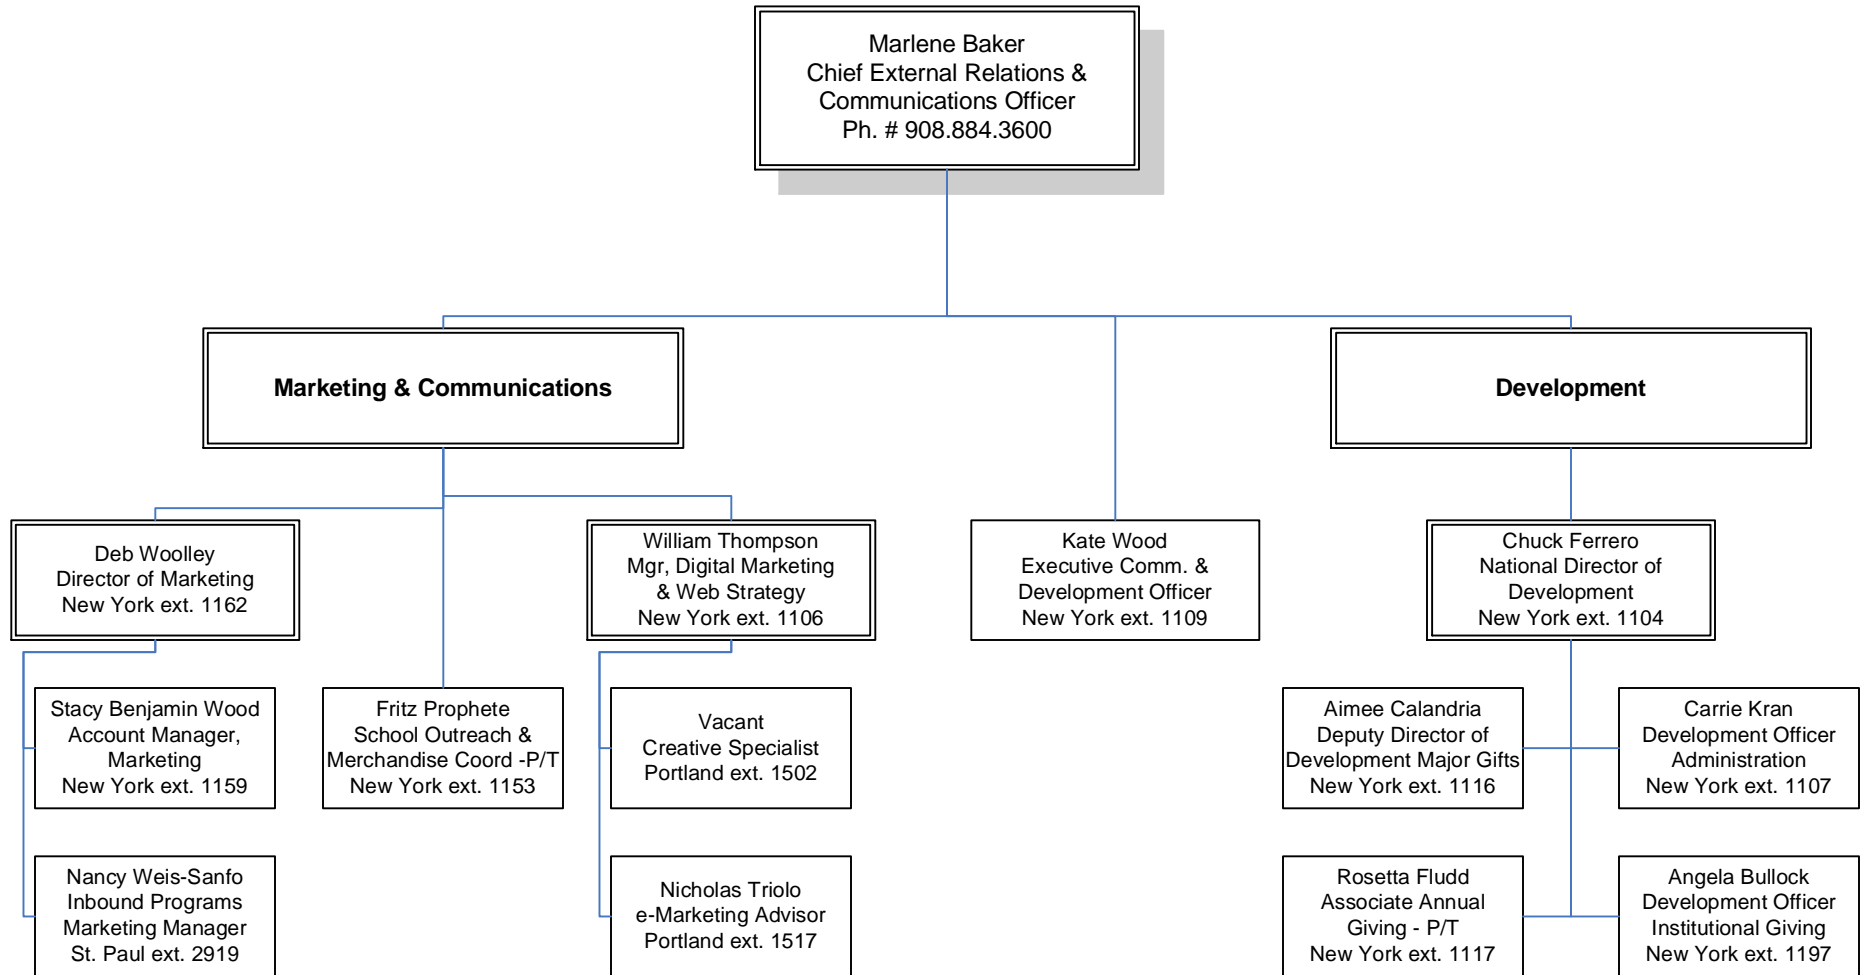 Marlene Baker
Chief External Relations &
Communications Officer
Ph. # 908.884.3600
Marketing & Communications
Development
Deb Woolley
Director of Marketing
New York ext. 1162
William Thompson
Mgr, Digital Marketing
& Web Strategy
New York ext. 1106
Kate Wood
Executive Comm. &
Development Officer
New York ext. 1109
Chuck Ferrero
National Director of
Development
New York ext. 1104
Stacy Benjamin Wood
Account Manager,
Marketing
New York ext. 1159
Fritz Prophete
School Outreach &
Merchandise Coord -P/T
New York ext. 1153
Vacant
Creative Specialist
Portland ext. 1502
Aimee Calandria
Deputy Director of
Development Major Gifts
New York ext. 1116
Carrie Kran
Development Officer
Administration
New York ext. 1107
Nancy Weis-Sanfo
Inbound Programs
Marketing Manager
St. Paul ext. 2919
Nicholas Triolo
e-Marketing Advisor
Portland ext. 1517
Rosetta Fludd
Associate Annual
Giving - P/T
New York ext. 1117
Angela Bullock
Development Officer
Institutional Giving
New York ext. 1197